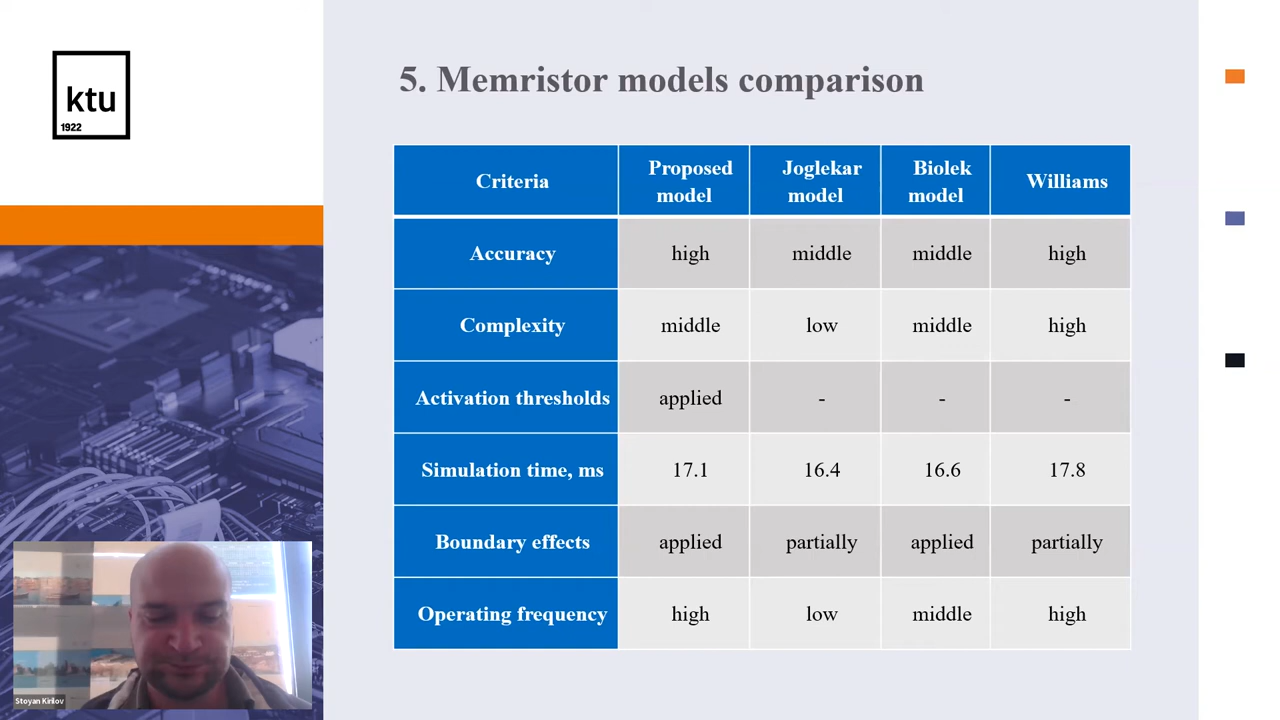 ktu
1922
5. Memristor models comparison
Criteria
Proposed
model
Joglekar
model
Biolek
model
Williams
Accuracy
high
middle
middle
high
Complexity
middle
low
middle
high
Activation thresholds
applied
-
-
-
Simulation time, ms
17.1
16.4
16.6
17.8
Boundary effects
applied
partially
applied
partially
Operating frequency
high
low
middle
high
Stoyan Kirilov